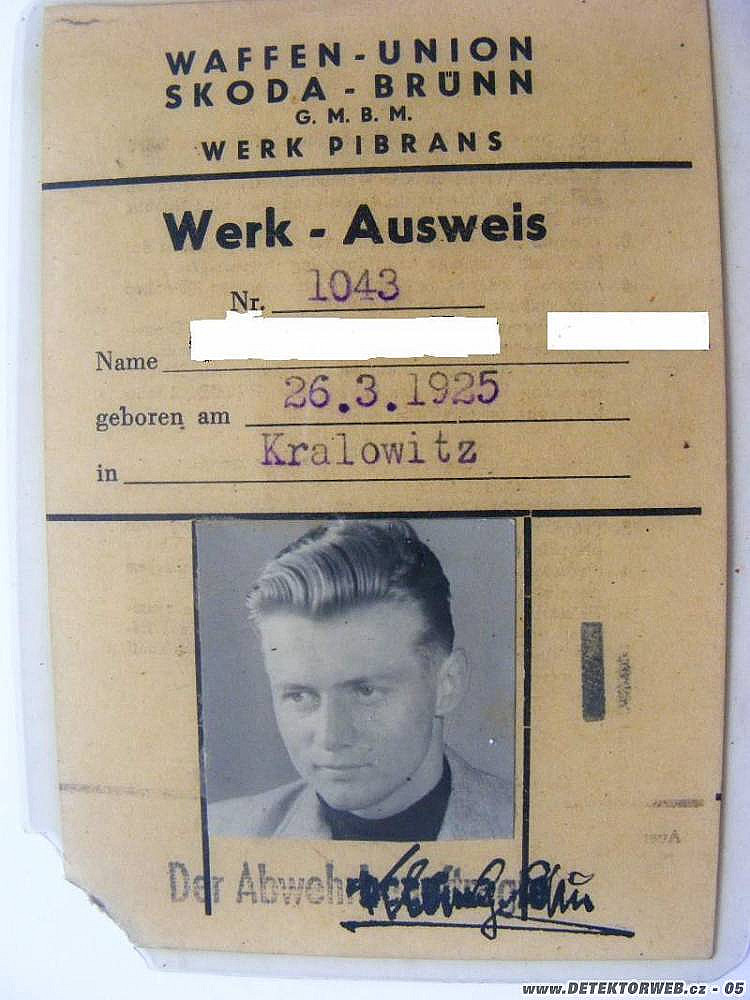 WAFFEN - UNION
SKODA - BRÜNN
G. M. B. M.
WERK PIBRANS
Werk - Ausweis
Nr. 1043
Name
geboren am 26.3.1925
in Kralowitz
Der
www.DETEKTORWEB.cz - 05